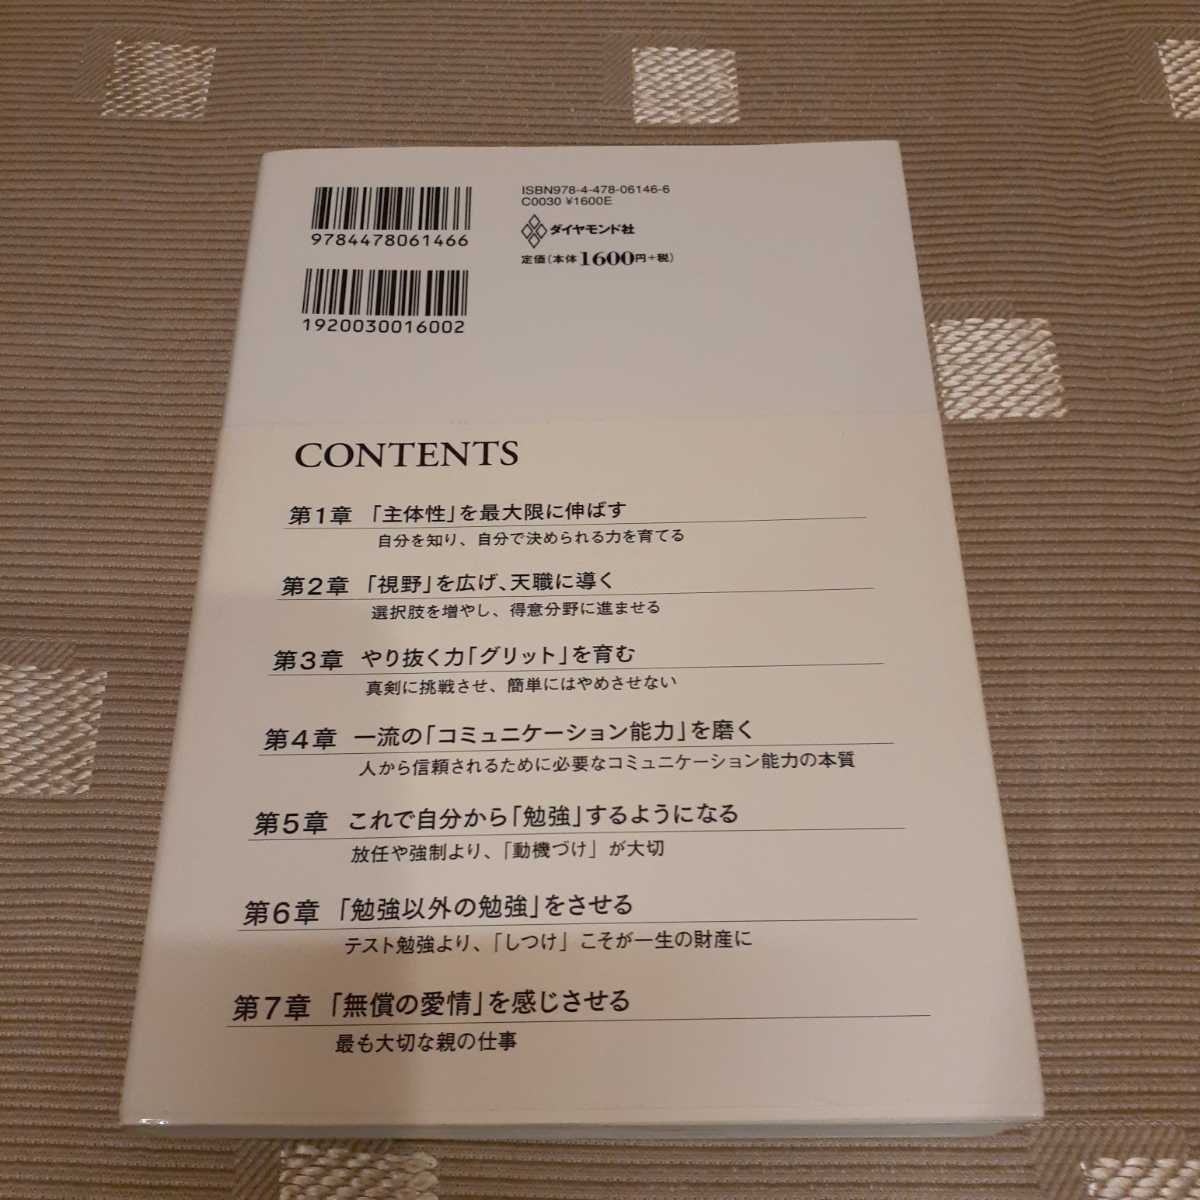 9784478061466
1920030016002
ISBN978-4-478-06146-6
C0030 ¥1600E
ダイヤモンド社
定価(本体1600円+税)
CONTENTS
第1章 「主体性」を最大限に伸ばす
自分を知り、自分で決められる力を育てる
第2章 「視野」を広げ、天職に導く
選択肢を増やし、得意分野に進ませる
第3章 やり抜く力「グリット」を育む
真剣に挑戦させ、簡単にはやめさせない
第4章 一流の「コミュニケーション能力」を磨く
人から信頼されるために必要なコミュニケーション能力の本質
第5章 これで自分から「勉強」するようになる
放任や強制より、「動機づけ」が大切
第6章 「勉強以外の勉強」をさせる
テスト勉強より、「しつけ」こそが一生の財産に
第7章 「無償の愛情」を感じさせる
最も大切な親の仕事